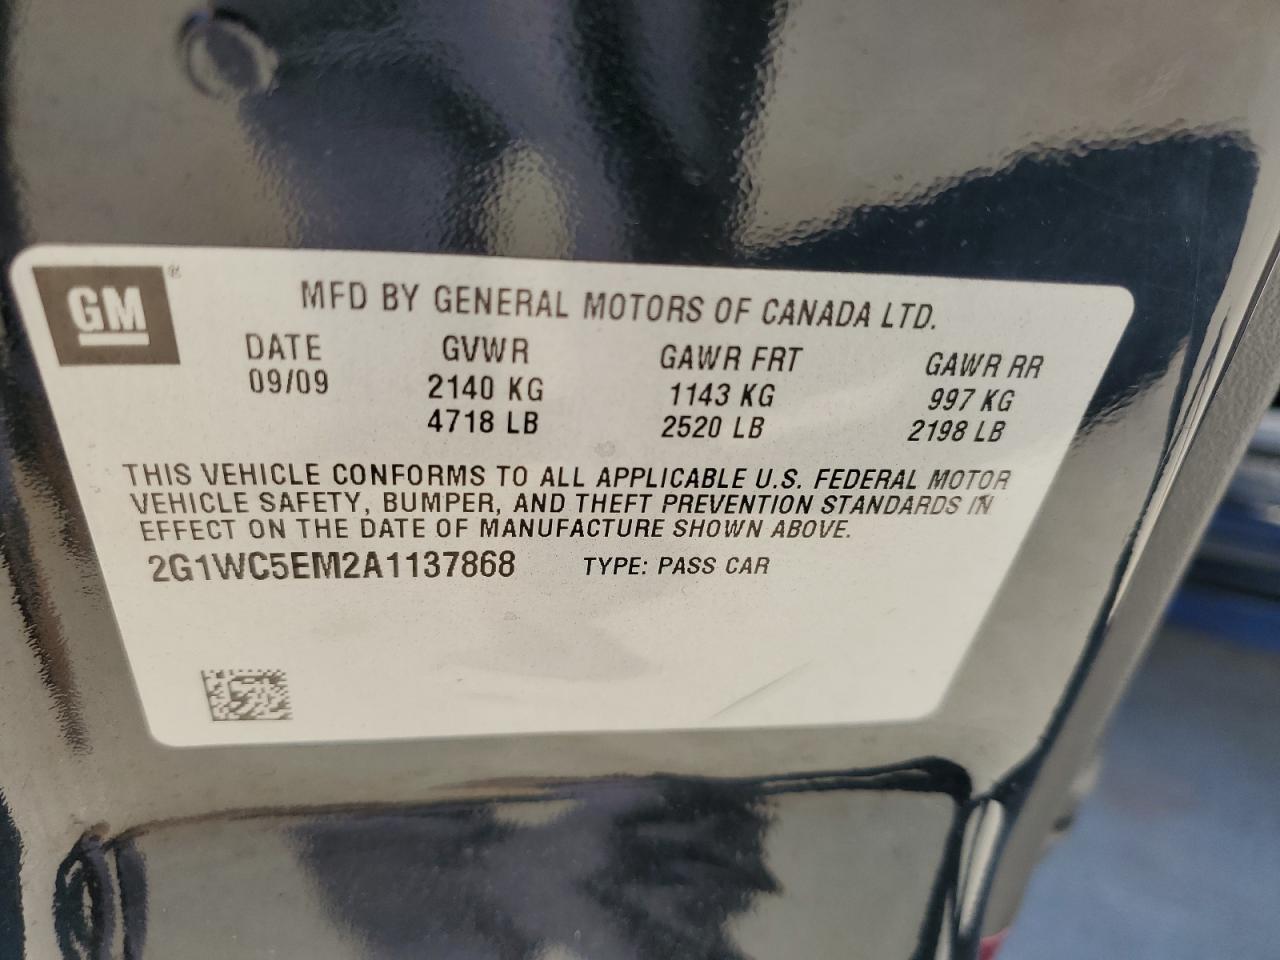 GM®
MFD BY GENERAL MOTORS OF CANADA LTD.
DATE GVWR GAWR FRT GAWR RR
09/09 2140 KG 1143 KG 997 KG
4718 LB 2520 LB 2198 LB
THIS VEHICLE CONFORMS TO ALL APPLICABLE U.S. FEDERAL MOTOR
VEHICLE SAFETY, BUMPER, AND THEFT PREVENTION STANDARDS IN
EFFECT ON THE DATE OF MANUFACTURE SHOWN ABOVE.
2G1WC5EM2A1137868 TYPE: PASS CAR